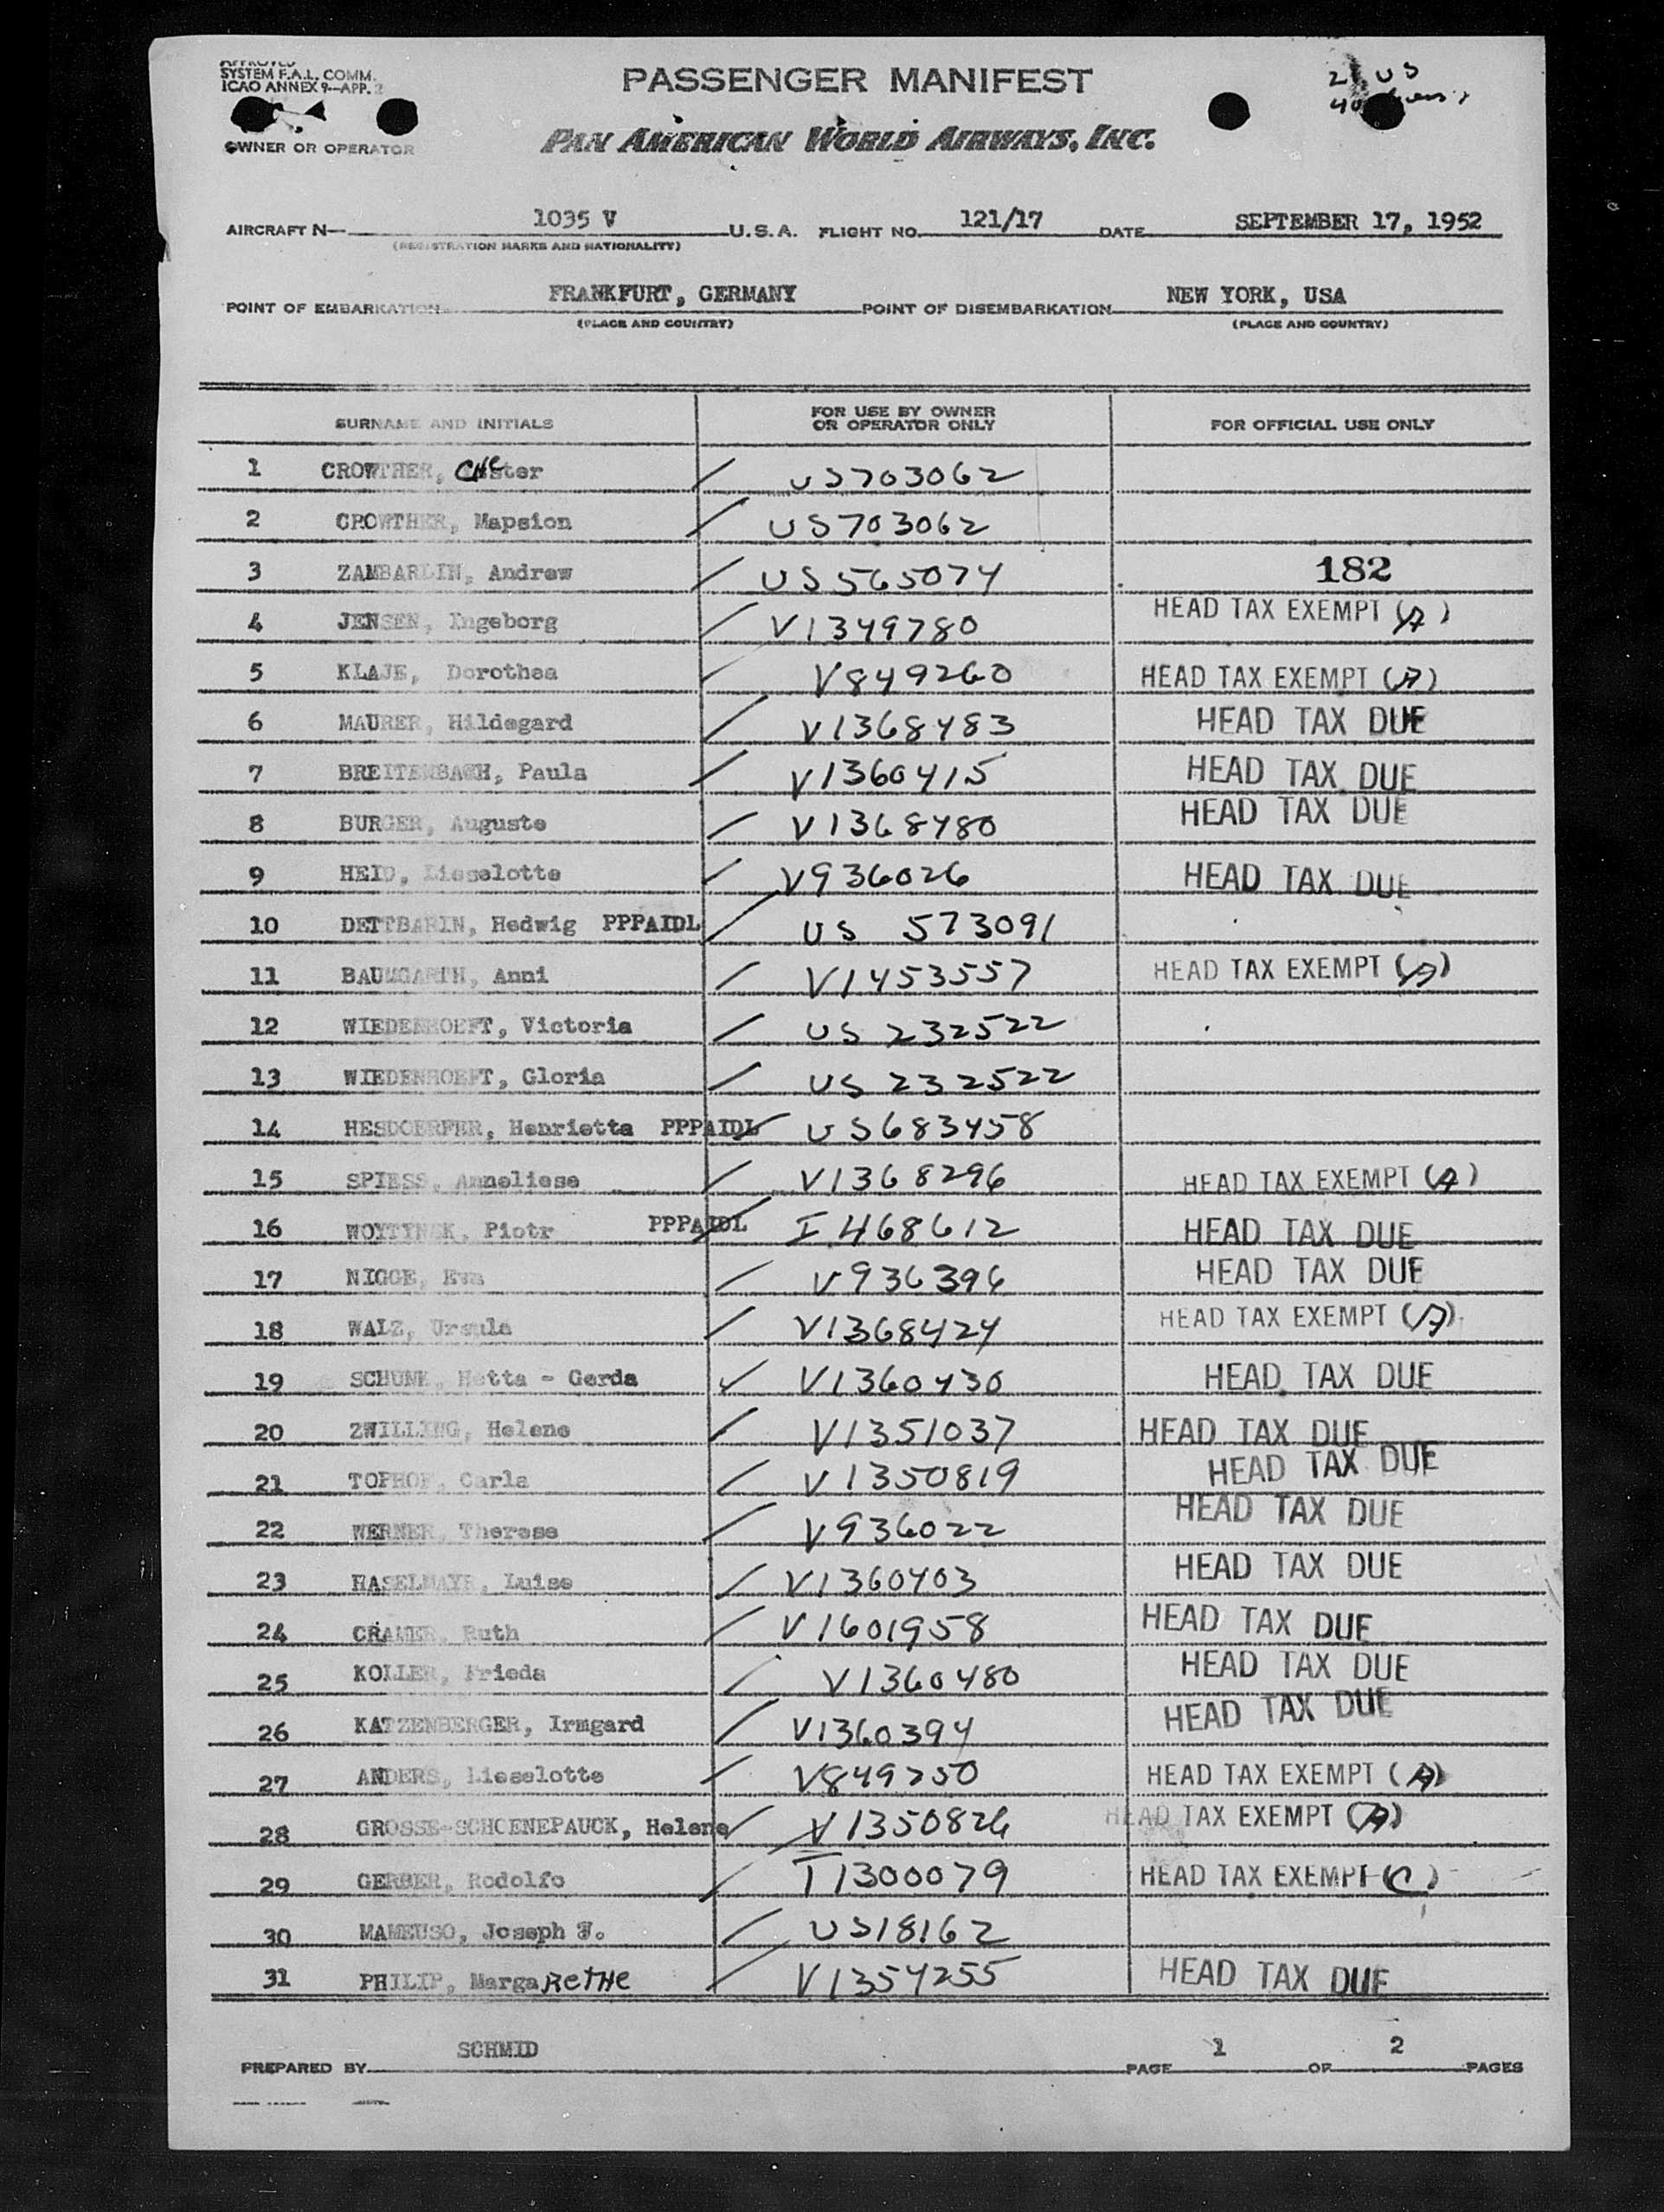 APPROVED
SYSTEM F.A.L. COMM.
ICAO ANNEX 9—APP. 2
PASSENGER MANIFEST
21 US
40
OWNER OR OPERATOR
PAN AMERICAN WORLD AIRWAYS, INC.
AIRCRAFT N— 1035 V U.S.A. FLIGHT NO. 121/17 DATE SEPTEMBER 17, 1952
(REGISTRATION MARKS AND NATIONALITY)
POINT OF EMBARKATION FRANKFURT, GERMANY POINT OF DISEMBARKATION NEW YORK, USA
(PLACE AND COUNTRY) (PLACE AND COUNTRY)
SURNAME AND INITIALS FOR USE BY OWNER OR OPERATOR ONLY FOR OFFICIAL USE ONLY
1 CROWTHER, Chester US703062
2 CROWTHER, Mapsion US703062
3 ZAMBARLIN, Andrew US565074 182
4 JENSEN, Ingeborg V1349780 HEAD TAX EXEMPT (A)
5 KLAJE, Dorothea V849260 HEAD TAX EXEMPT (A)
6 MAURER, Hildegard V1368483 HEAD TAX DUE
7 BREITENBACH, Paula V1360415 HEAD TAX DUE
8 BURGER, Auguste V1368480 HEAD TAX DUE
9 HEID, Lieselotte V936026 HEAD TAX DUE
10 DETTBARIN, Hedwig PPPAIDL US 573091
11 BAUMGARTH, Anni V1453557 HEAD TAX EXEMPT (A)
12 WIEDENHOEFT, Victoria US 232522
13 WIEDENHOEFT, Gloria US 232522
14 HESDOERFER, Henrietta PPPAIDL US683458
15 SPIESS, Anneliese V1368296 HEAD TAX EXEMPT (A)
16 WOYTYNEK, Piotr PPPAIDL I 468612 HEAD TAX DUE
17 NIGGE, Eva V936396 HEAD TAX DUE
18 WALZ, Ursula V1368424 HEAD TAX EXEMPT (A)
19 SCHUNK, Hetta - Gerda V1360430 HEAD TAX DUE
20 ZWILLING, Helene V1351037 HEAD TAX DUE
21 TOPHOF, Carla V1350819 HEAD TAX DUE
22 WERNER, Therese V936022 HEAD TAX DUE
23 HASELMAYR, Luise V1360403 HEAD TAX DUE
24 CRAMER, Ruth V1601958 HEAD TAX DUE
25 KOLLER, Frieda V1360480 HEAD TAX DUE
26 KATZENBERGER, Irmgard V1360394 HEAD TAX DUE
27 ANDERS, Lieselotte V849250 HEAD TAX EXEMPT (A)
28 GROSSE-SCHOENEPAUCK, Helene V1350826 HEAD TAX EXEMPT (A)
29 GERBER, Rodolfo T1300079 HEAD TAX EXEMPT (C)
30 MAMEUSO, Joseph F. US18162
31 PHILIP, MargaRetHe V1354255 HEAD TAX DUE
PREPARED BY SCHMID PAGE 1 OF 2 PAGES